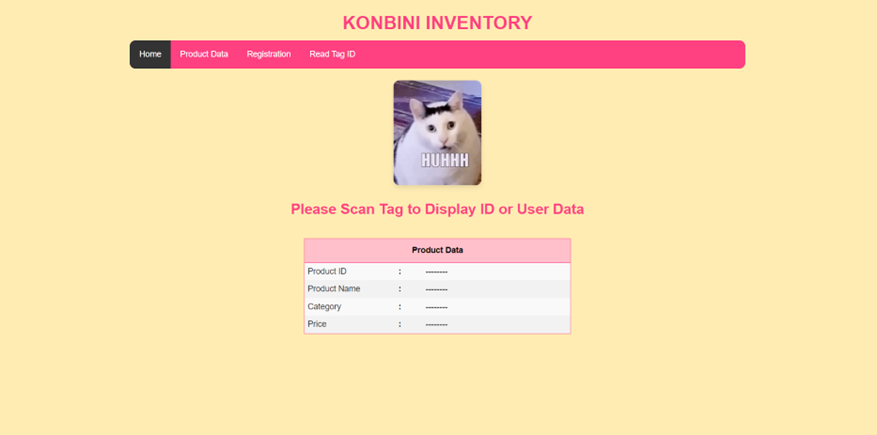 KONBINI INVENTORY
Home Product Data Registration Read Tag ID
HUHHH
Please Scan Tag to Display ID or User Data
Product Data
Product ID : --------
Product Name : --------
Category : --------
Price : --------